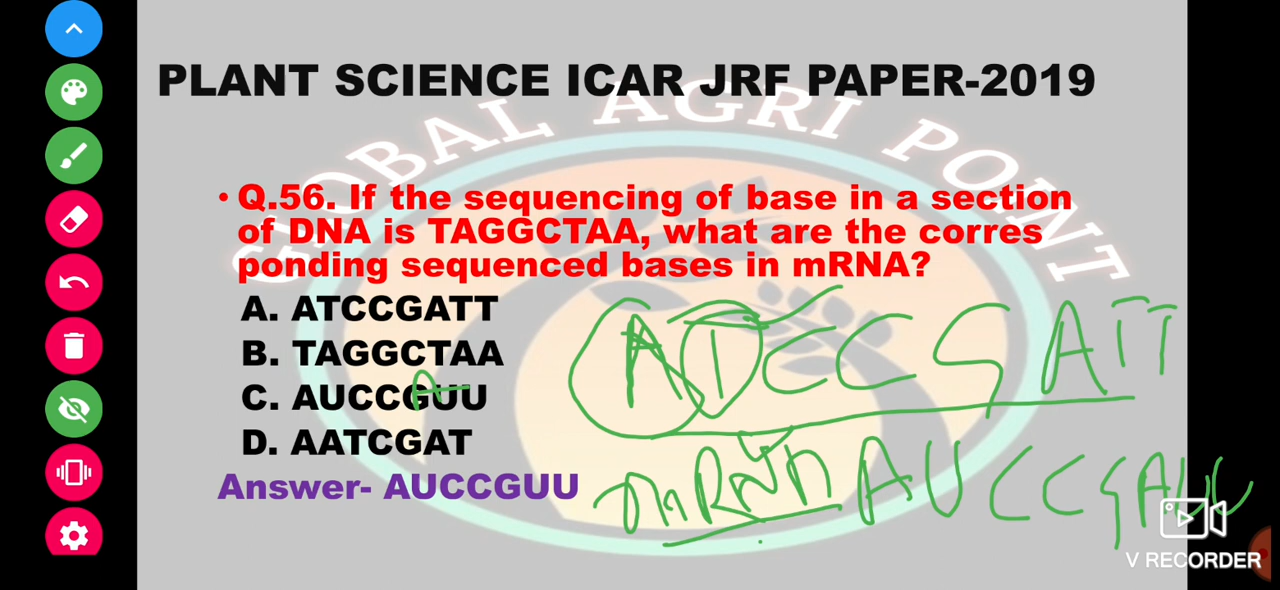 PLANT SCIENCE ICAR JRF PAPER-2019
GLOBAL AGRI POINT
• Q.56. If the sequencing of base in a section
of DNA is TAGGCTAA, what are the corres
ponding sequenced bases in mRNA?
A. ATCCGATT
B. TAGGCTAA
C. AUCCGUU
A
D. AATCGAT
Answer- AUCCGUU
ATCCGATT
mRNA AUCCGAUU
V RECORDER